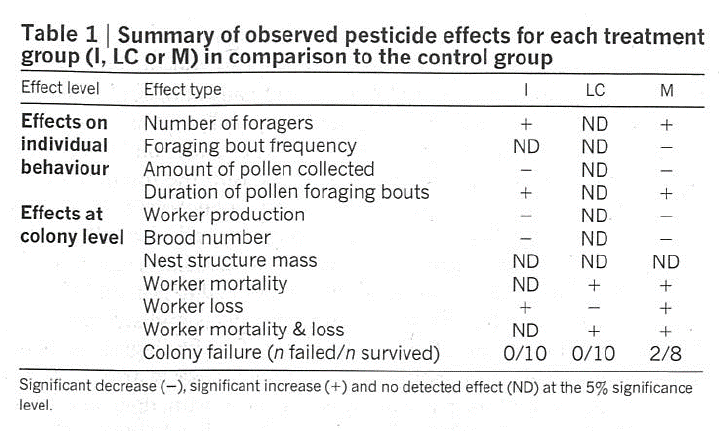 Table 1 | Summary of observed pesticide effects for each treatment
group (I, LC or M) in comparison to the control group
Effect level Effect type I LC M
Effects on Number of foragers + ND +
individual Foraging bout frequency ND ND −
behaviour Amount of pollen collected − ND −
Duration of pollen foraging bouts + ND +
Effects at Worker production − ND −
colony level Brood number − ND −
Nest structure mass ND ND ND
Worker mortality ND + +
Worker loss + − +
Worker mortality & loss ND + +
Colony failure (n failed/n survived) 0/10 0/10 2/8
Significant decrease (−), significant increase (+) and no detected effect (ND) at the 5% significance
level.